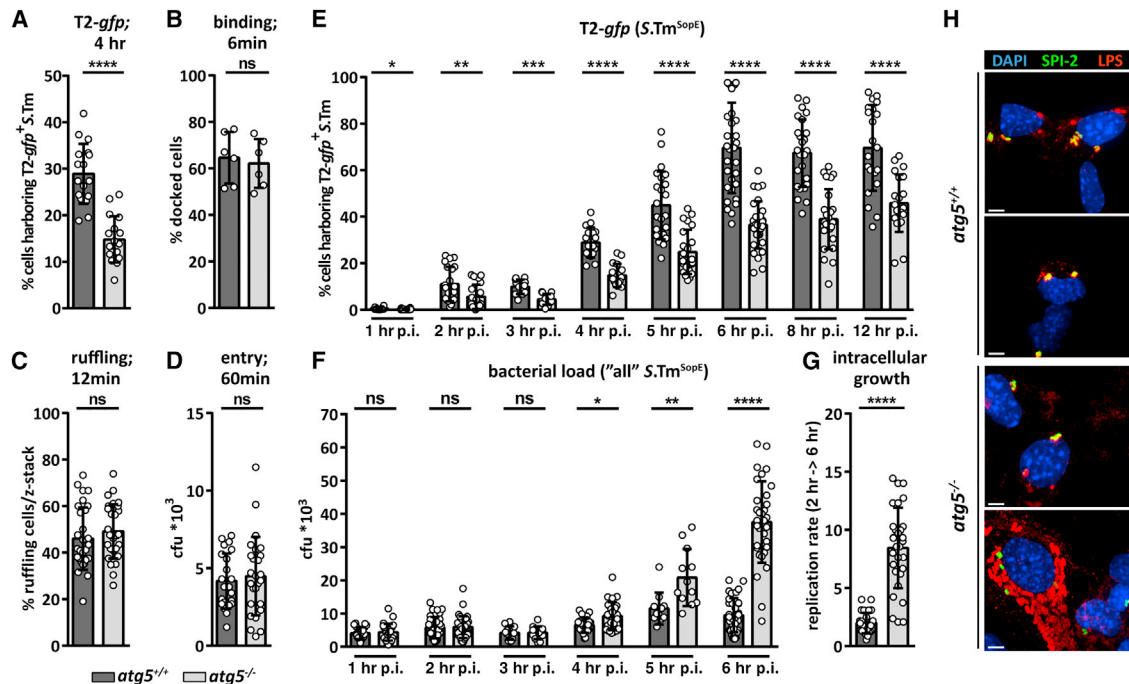 A
T2-gfp;
4 hr
****
% cells harboring T2-gfp+ S.Tm
50
40
30
20
10
0
B
binding;
6min
ns
% docked cells
100
80
60
40
20
0
E
T2-gfp (S.Tm^SopE)
* ** *** **** **** **** **** ****
% cells harboring T2-gfp+ S.Tm
100
80
60
40
20
0
1 hr p.i. 2 hr p.i. 3 hr p.i. 4 hr p.i. 5 hr p.i. 6 hr p.i. 8 hr p.i. 12 hr p.i.
C
ruffling;
12min
ns
% ruffling cells/z-stack
100
80
60
40
20
0
D
entry;
60min
ns
cfu *10³
15
10
5
0
atg5+/+ atg5-/-
F
bacterial load ("all" S.Tm^SopE)
ns ns ns * ** ****
cfu *10³
70
60
50
40
30
20
10
0
1 hr p.i. 2 hr p.i. 3 hr p.i. 4 hr p.i. 5 hr p.i. 6 hr p.i.
G
intracellular
growth
****
replication rate (2 hr -> 6 hr)
20
15
10
5
0
H
DAPI SPI-2 LPS
atg5+/+
atg5-/-